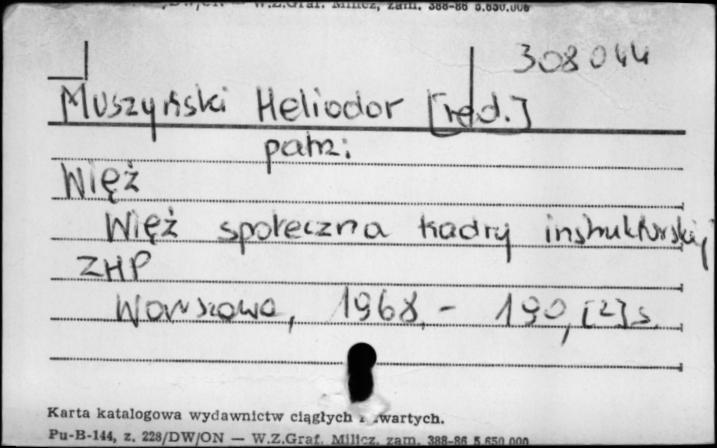 308044
Muszyński Heliodor [red.]
patrz:
Więź
Więź społeczna kadry instruktorskiej
ZHP
Warszawa, 1968. - 190, [2] s.
Karta katalogowa wydawnictw ciągłych i zwartych.
Pu-B-144, z. 228/DW/ON — W.Z.Graf. Milicz, zam. 388-86 5.650.000